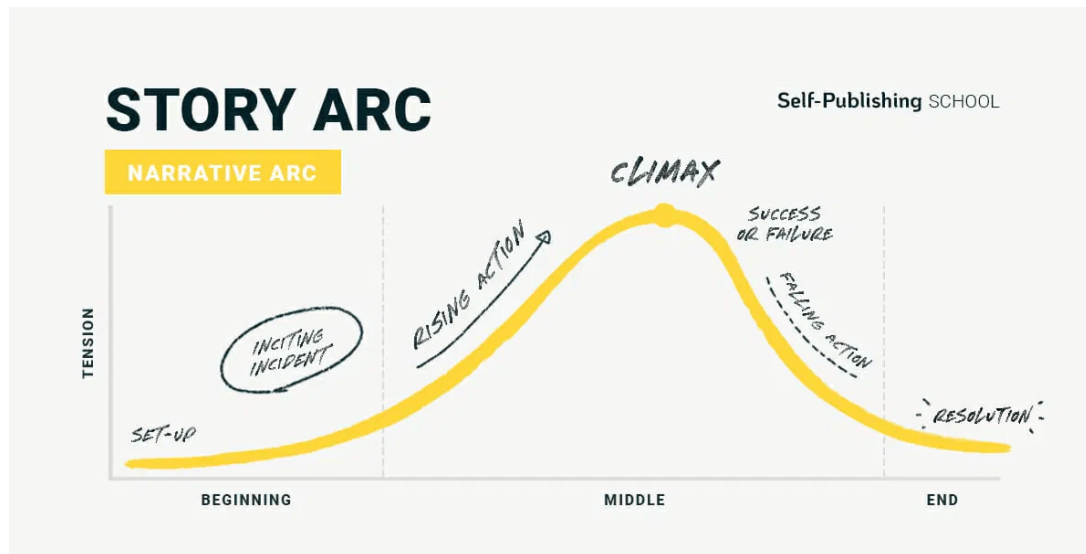 STORY ARC
Self-Publishing SCHOOL
NARRATIVE ARC
CLIMAX
SUCCESS
OR FAILURE
RISING ACTION
FALLING ACTION
INCITING
INCIDENT
TENSION
SET-UP
RESOLUTION
BEGINNING
MIDDLE
END